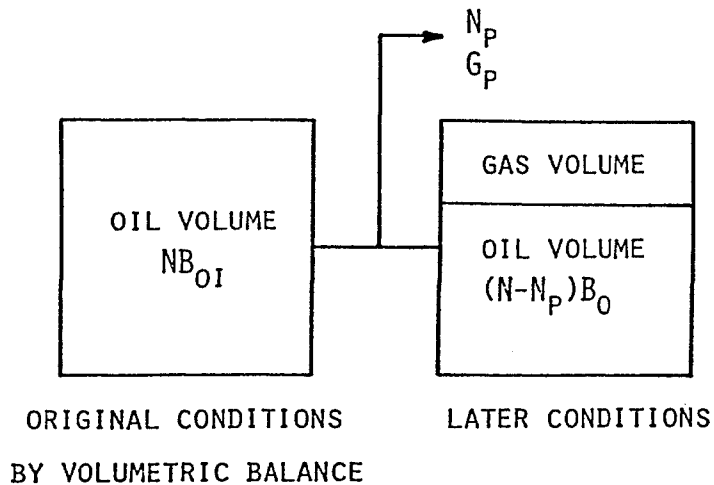 N_P
G_P
OIL VOLUME
NB_OI
GAS VOLUME
OIL VOLUME
(N-N_P)B_O
ORIGINAL CONDITIONS
LATER CONDITIONS
BY VOLUMETRIC BALANCE